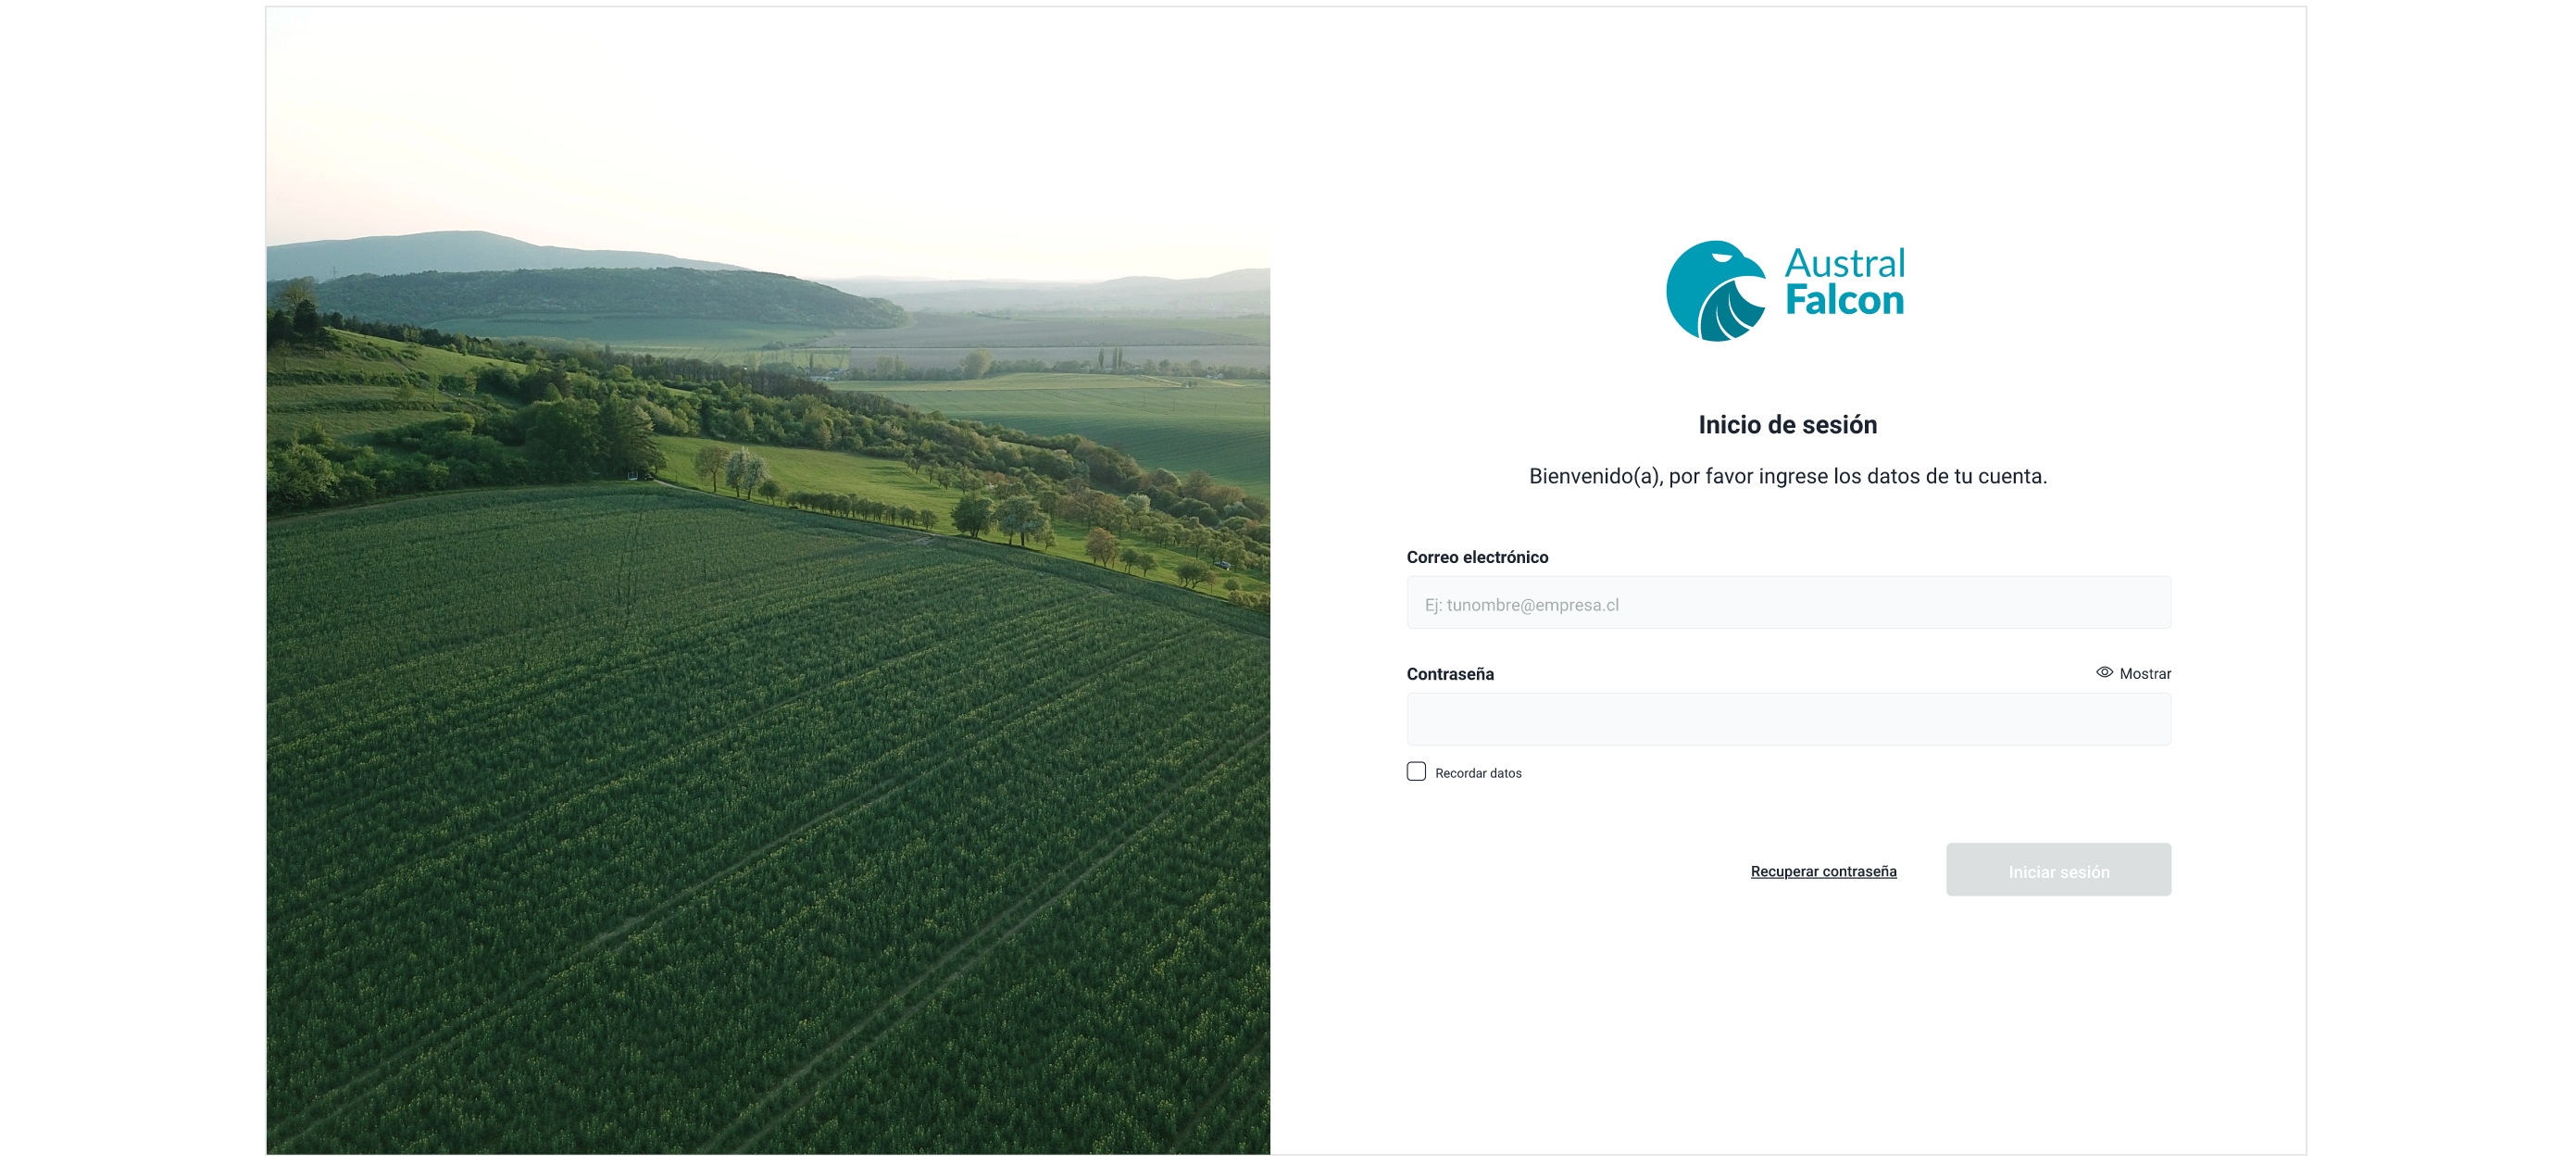 Austral
Falcon
Inicio de sesión
Bienvenido(a), por favor ingrese los datos de tu cuenta.
Correo electrónico
Ej: tunombre@empresa.cl
Contraseña
Mostrar
Recordar datos
Recuperar contraseña
Iniciar sesión